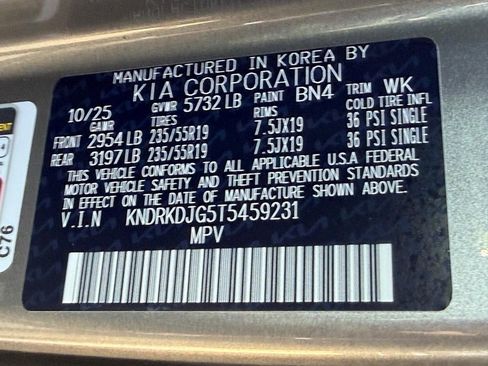 MANUFACTURED IN KOREA BY
KIA CORPORATION
10/25 GVWR 5732 LB PAINT BN4 TRIM WK
GAWR TIRES RIMS COLD TIRE INFL
FRONT 2954 LB 235/55R19 7.5JX19 36 PSI SINGLE
REAR 3197 LB 235/55R19 7.5JX19 36 PSI SINGLE
THIS VEHICLE CONFORMS TO ALL APPLICABLE U.S.A FEDERAL
MOTOR VEHICLE SAFETY AND THEFT PREVENTION STANDARDS
IN EFFECT ON THE DATE OF MANUFACTURE SHOWN ABOVE.
V.I.N KNDRKDJG5T5459231
MPV
C76